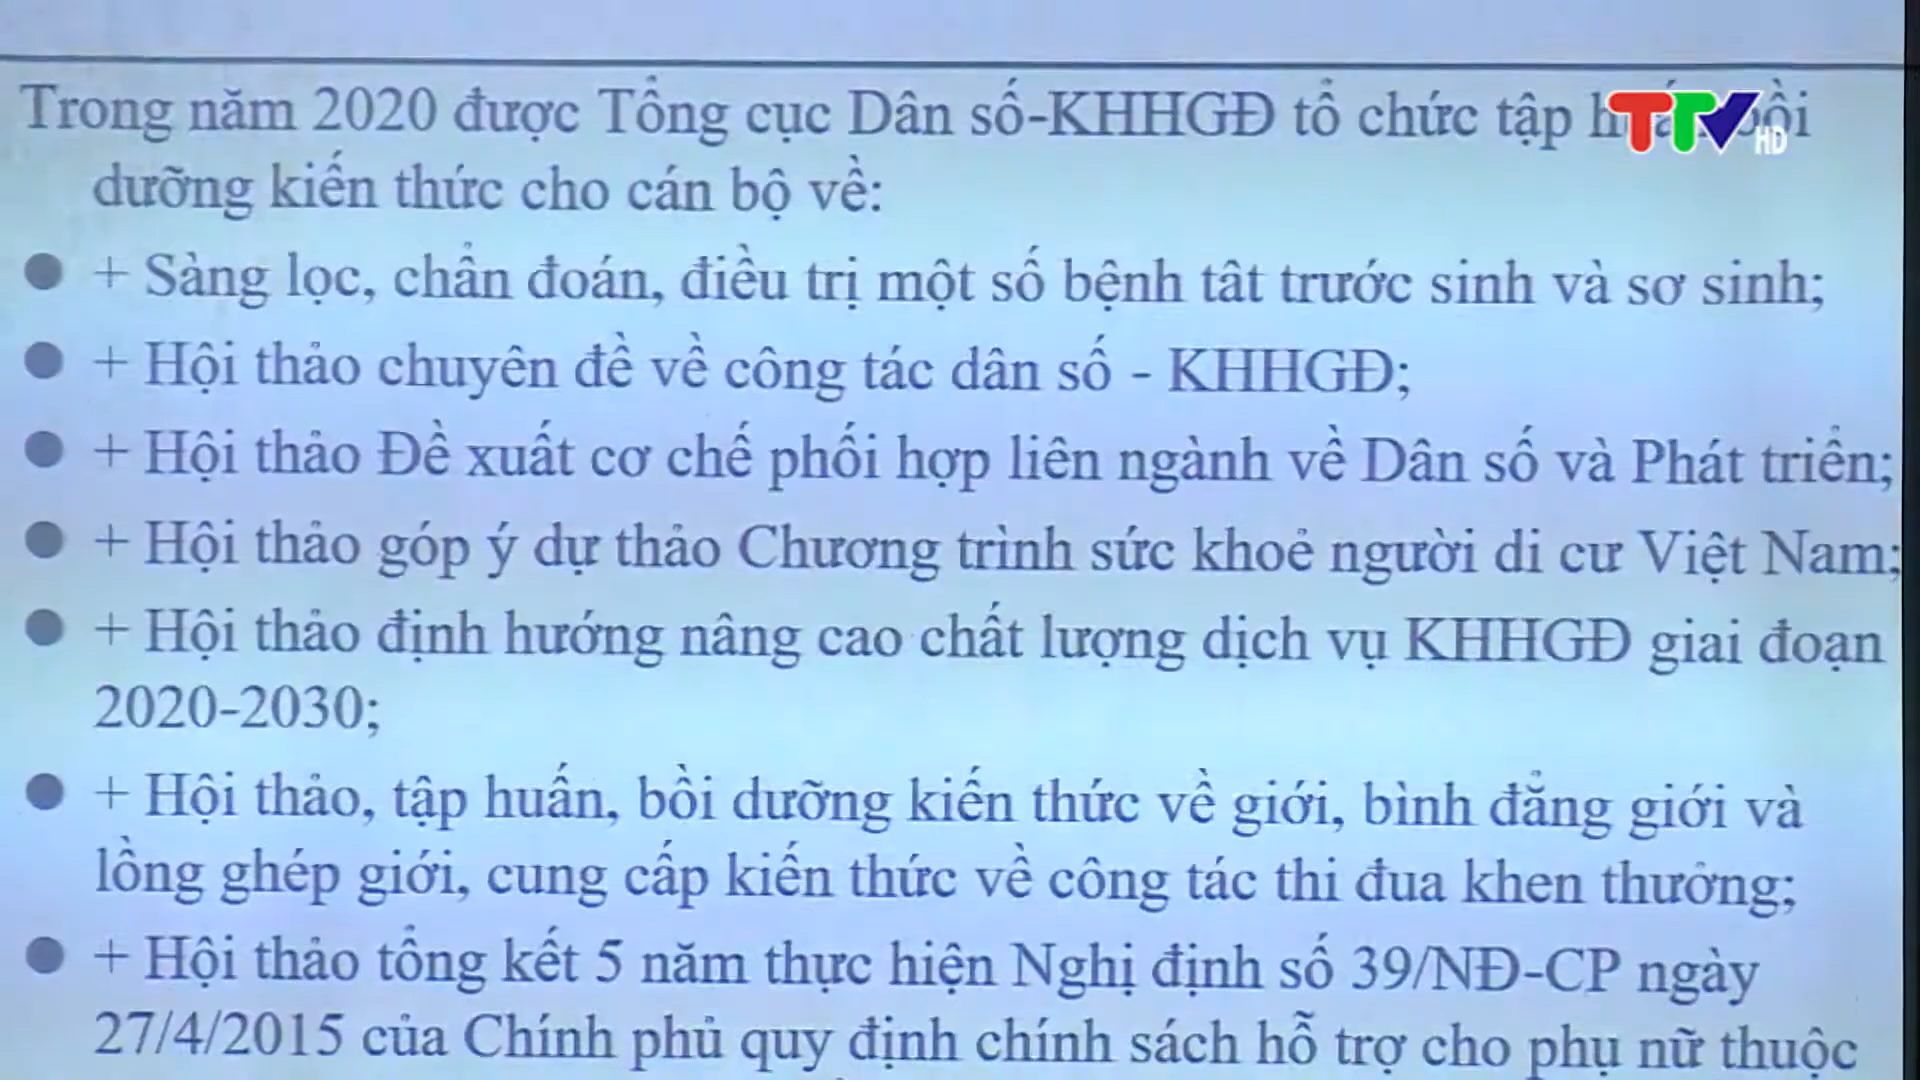 Trong năm 2020 được Tổng cục Dân số-KHHGĐ tổ chức tập
TTV HD
dưỡng kiến thức cho cán bộ về:
+ Sàng lọc, chẩn đoán, điều trị một số bệnh tât trước sinh và sơ sinh;
+ Hội thảo chuyên đề về công tác dân số - KHHGĐ;
+ Hội thảo Đề xuất cơ chế phối hợp liên ngành về Dân số và Phát triển;
+ Hội thảo góp ý dự thảo Chương trình sức khoẻ người di cư Việt Nam;
+ Hội thảo định hướng nâng cao chất lượng dịch vụ KHHGĐ giai đoạn
2020-2030;
+ Hội thảo, tập huấn, bồi dưỡng kiến thức về giới, bình đẳng giới và
lồng ghép giới, cung cấp kiến thức về công tác thi đua khen thưởng;
+ Hội thảo tổng kết 5 năm thực hiện Nghị định số 39/NĐ-CP ngày
27/4/2015 của Chính phủ quy định chính sách hỗ trợ cho phụ nữ thuộc